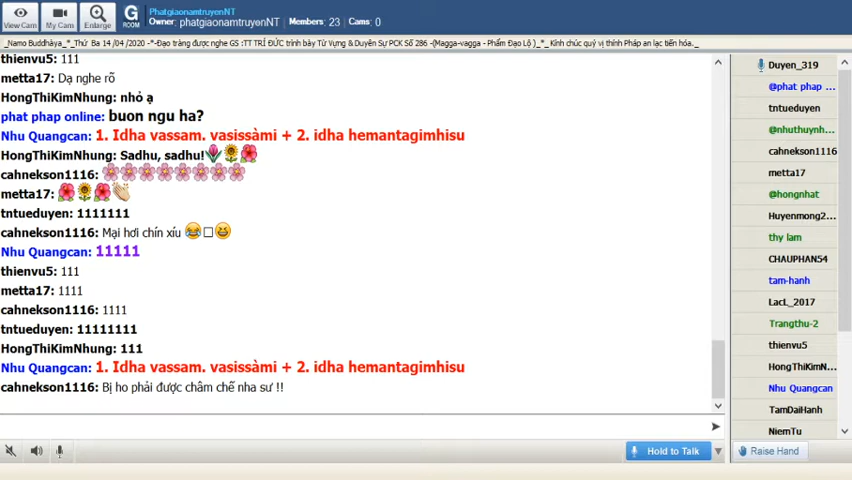 View Cam
My Cam
Enlarge
G ROOM
PhatgiaonamtruyenNT
Owner: phatgiaonamtruyenNT Members: 23 Cams: 0
_Namo Buddhàya_*_Thứ Ba 14 /04 /2020 -*-Đạo tràng được nghe GS :TT TRÍ ĐỨC trình bày Từ Vựng & Duyên Sự PCK Số 286 -(Magga-vagga - Phẩm Đạo Lộ )_*_ Kính chúc quý vị thính Pháp an lạc tiến hóa._
thienvu5: 111
metta17: Dạ nghe rõ
HongThiKimNhung: nhỏ ạ
phat phap online: buon ngu ha?
Nhu Quangcan: 1. Idha vassam. vasissàmi + 2. idha hemantagimhisu
HongThiKimNhung: Sadhu, sadhu!
cahnekson1116:
metta17:
tntueduyen: 1111111
cahnekson1116: Mại hơi chín xíu
Nhu Quangcan: 11111
thienvu5: 111
metta17: 1111
cahnekson1116: 1111
tntueduyen: 11111111
HongThiKimNhung: 111
Nhu Quangcan: 1. Idha vassam. vasissàmi + 2. idha hemantagimhisu
cahnekson1116: Bị ho phải được châm chế nha sư !!
Duyen_319
@phat phap ...
tntueduyen
@nhuthuynh...
cahnekson1116
metta17
@hongnhat
Huyenmong2...
thy lam
CHAUPHAN54
tam-hanh
LacL_2017
Trangthu-2
thienvu5
HongThiKimN...
Nhu Quangcan
TamDaiHanh
NiemTu
Hold to Talk
Raise Hand